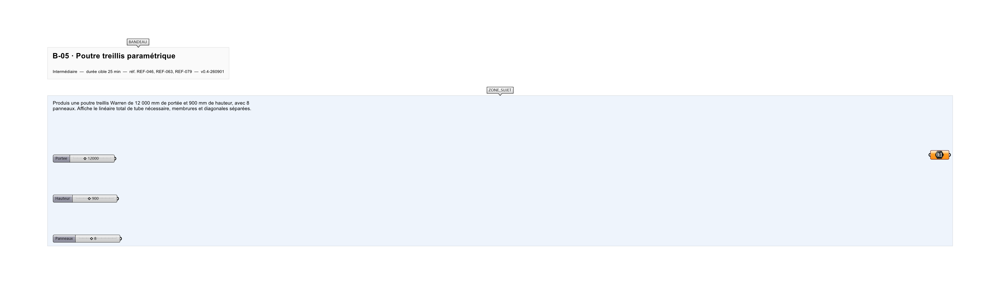 BANDEAU
B-05 · Poutre treillis paramétrique
Intermédiaire — durée cible 25 min — réf. REF-046, REF-063, REF-079 — v0.4-260901
ZONE_SUJET
Produis une poutre treillis Warren de 12 000 mm de portée et 900 mm de hauteur, avec 8
panneaux. Affiche le linéaire total de tube nécessaire, membrures et diagonales séparées.
Portee 12000
0.1
Hauteur 900
Panneaux 8